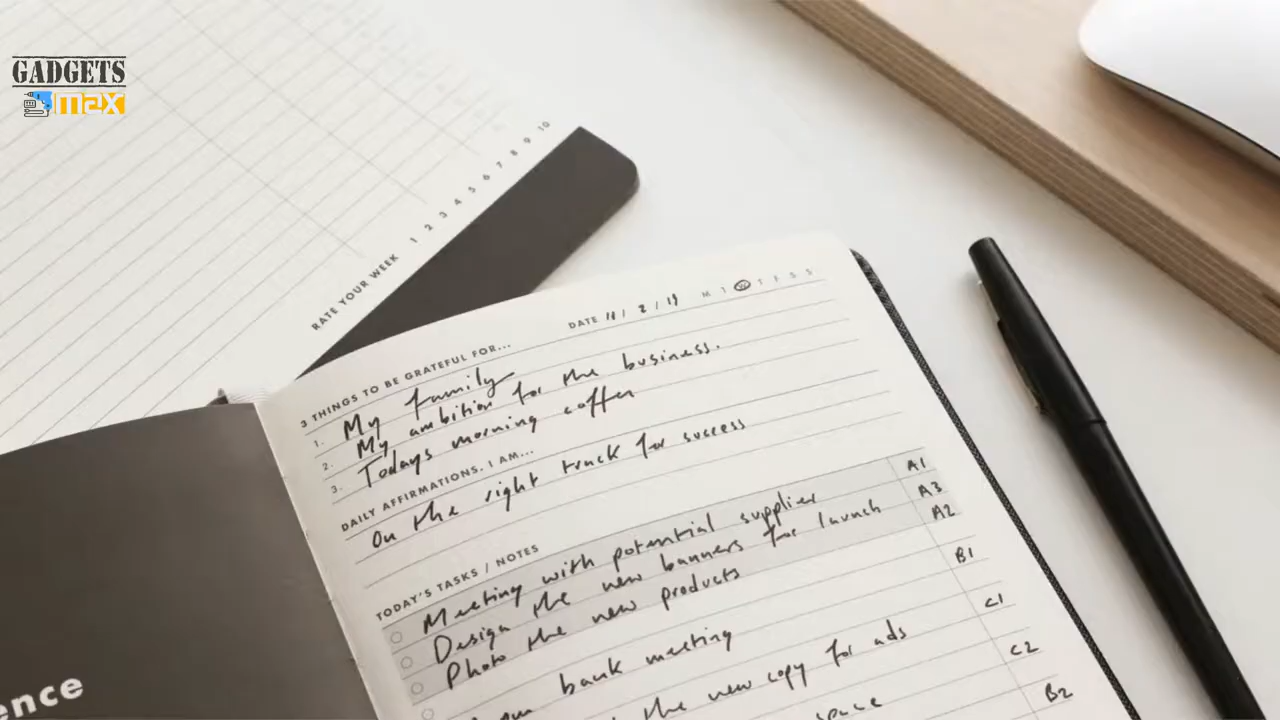 GADGETS
max
RATE YOUR WEEK 1 2 3 4 5 6 7 8 9 10
DATE 18 / 2 / 19 M T W T F S S
3 THINGS TO BE GRATEFUL FOR...
1. My family
2. My ambition for the business.
3. Todays morning coffee
DAILY AFFIRMATIONS. I AM...
On the right track for success
TODAY'S TASKS / NOTES
Meeting with potential supplier A1
Design the new banners for launch A3
Photo the new products A2
bank meeting B1
the new copy for ads C1
space C2
B2
ence